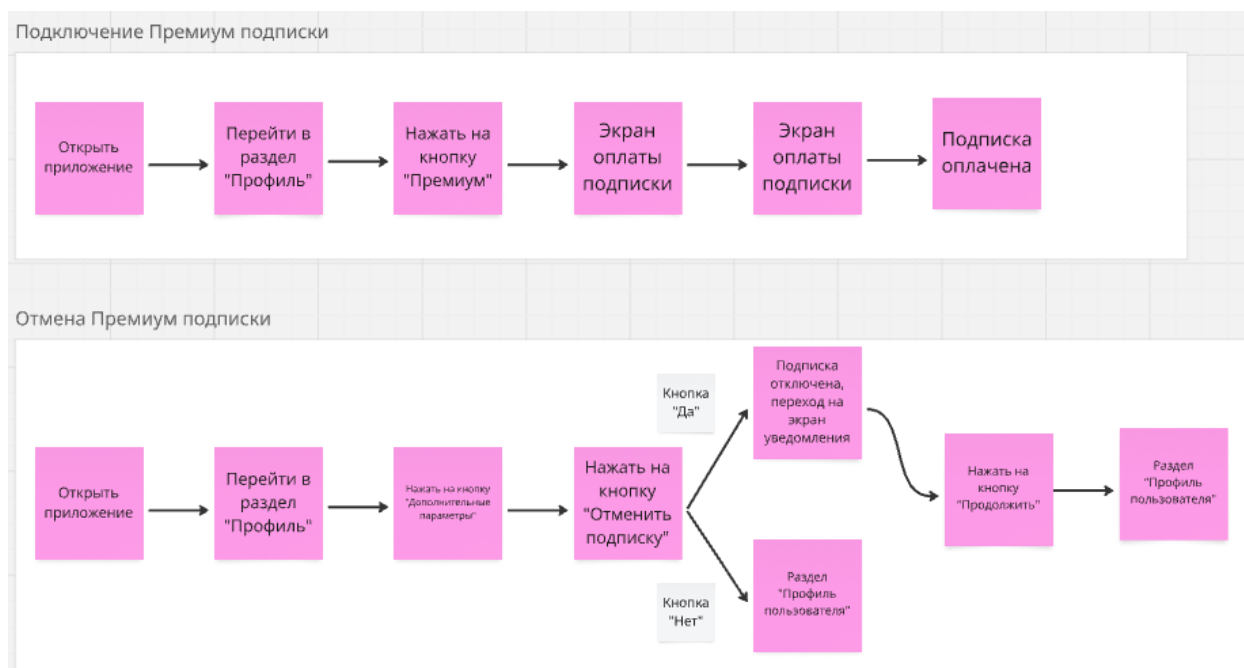 Подключение Премиум подписки
Открыть
приложение
Перейти в
раздел
"Профиль"
Нажать на
кнопку
"Премиум"
Экран
оплаты
подписки
Экран
оплаты
подписки
Подписка
оплачена
Отмена Премиум подписки
Открыть
приложение
Перейти в
раздел
"Профиль"
Нажать на кнопку
"Дополнительные
параметры"
Нажать на
кнопку
"Отменить
подписку"
Кнопка
"Да"
Подписка
отключена,
переход на
экран
уведомления
Нажать на
кнопку
"Продолжить"
Раздел
"Профиль
пользователя"
Кнопка
"Нет"
Раздел
"Профиль
пользователя"